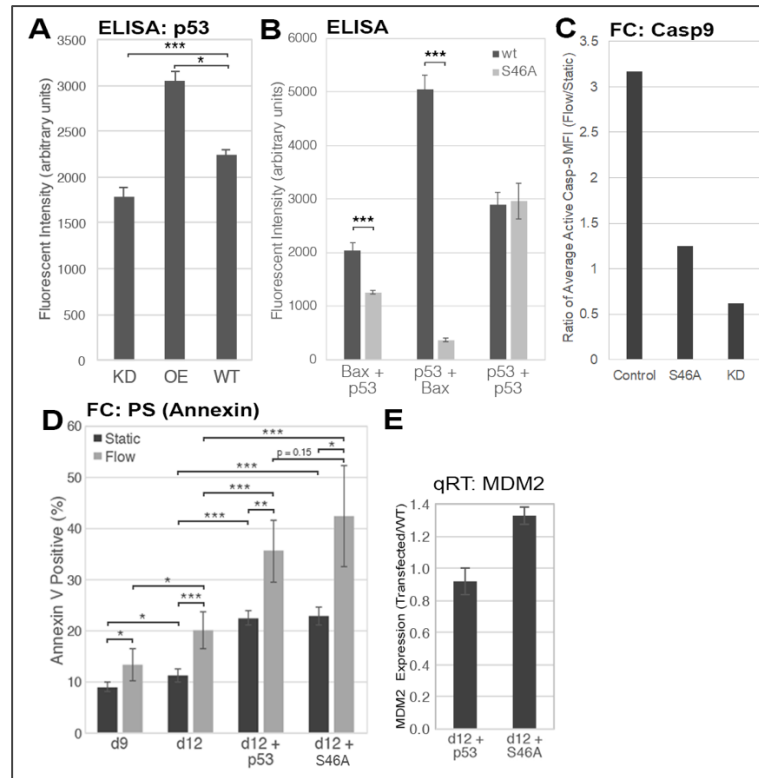 A ELISA: p53
Fluorescent Intensity (arbitrary units)
3500
3000
2500
2000
1500
1000
500
0
***
*
KD OE WT
B ELISA
Fluorescent Intensity (arbitrary units)
6000
5000
4000
3000
2000
1000
0
wt
S46A
***
***
Bax + p53 + p53 +
p53 Bax p53
C FC: Casp9
Ratio of Average Active Casp-9 MFI (Flow/Static)
3.5
3
2.5
2
1.5
1
0.5
0
Control S46A KD
D FC: PS (Annexin)
Annexin V Positive (%)
60
50
40
30
20
10
0
Static
Flow
***
p = 0.15 *
***
***
*** **
*
* ***
*
d9 d12 d12 + d12 +
p53 S46A
E
qRT: MDM2
MDM2 Expression (Transfected/WT)
1.4
1.2
1.0
0.8
0.6
0.4
0.2
0.0
d12 + d12 +
p53 S46A